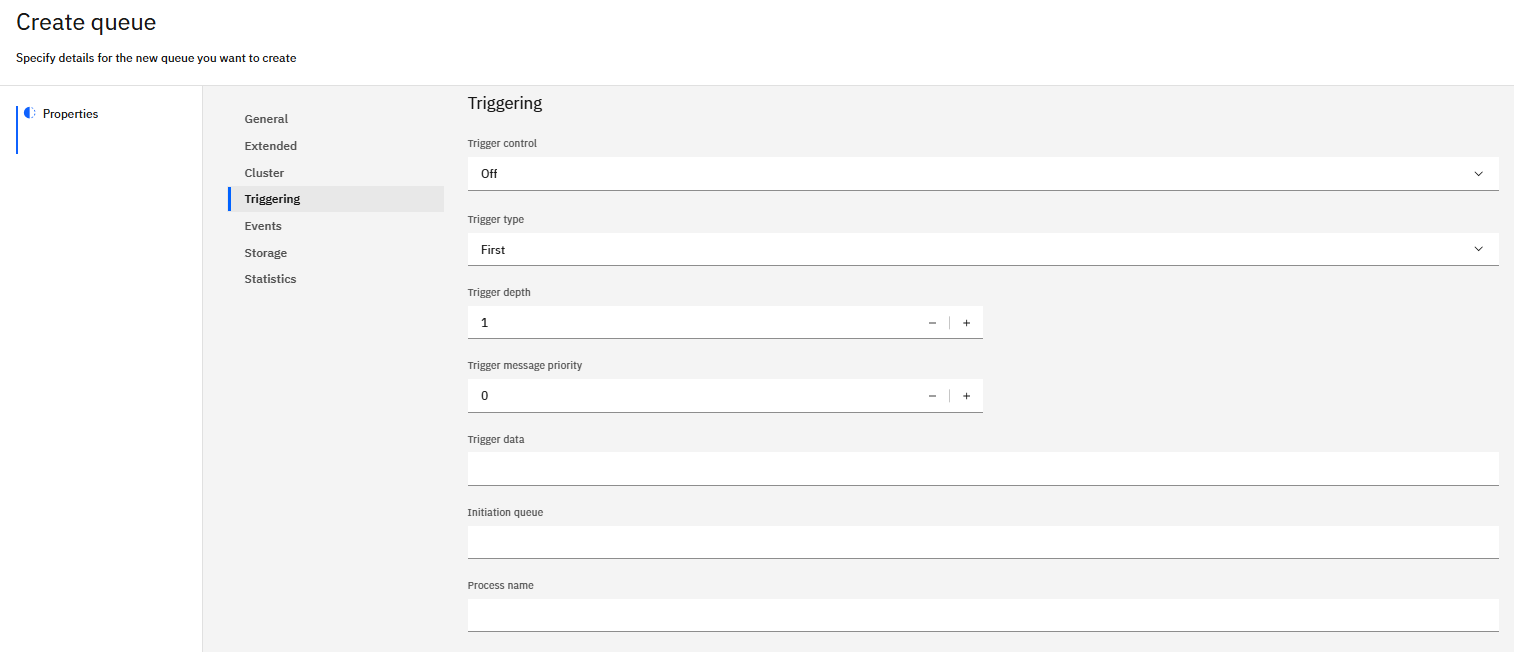 Create queue
Specify details for the new queue you want to create
Properties
General
Extended
Cluster
Triggering
Events
Storage
Statistics
Triggering
Trigger control
Off
Trigger type
First
Trigger depth
1
Trigger message priority
0
Trigger data
Initiation queue
Process name